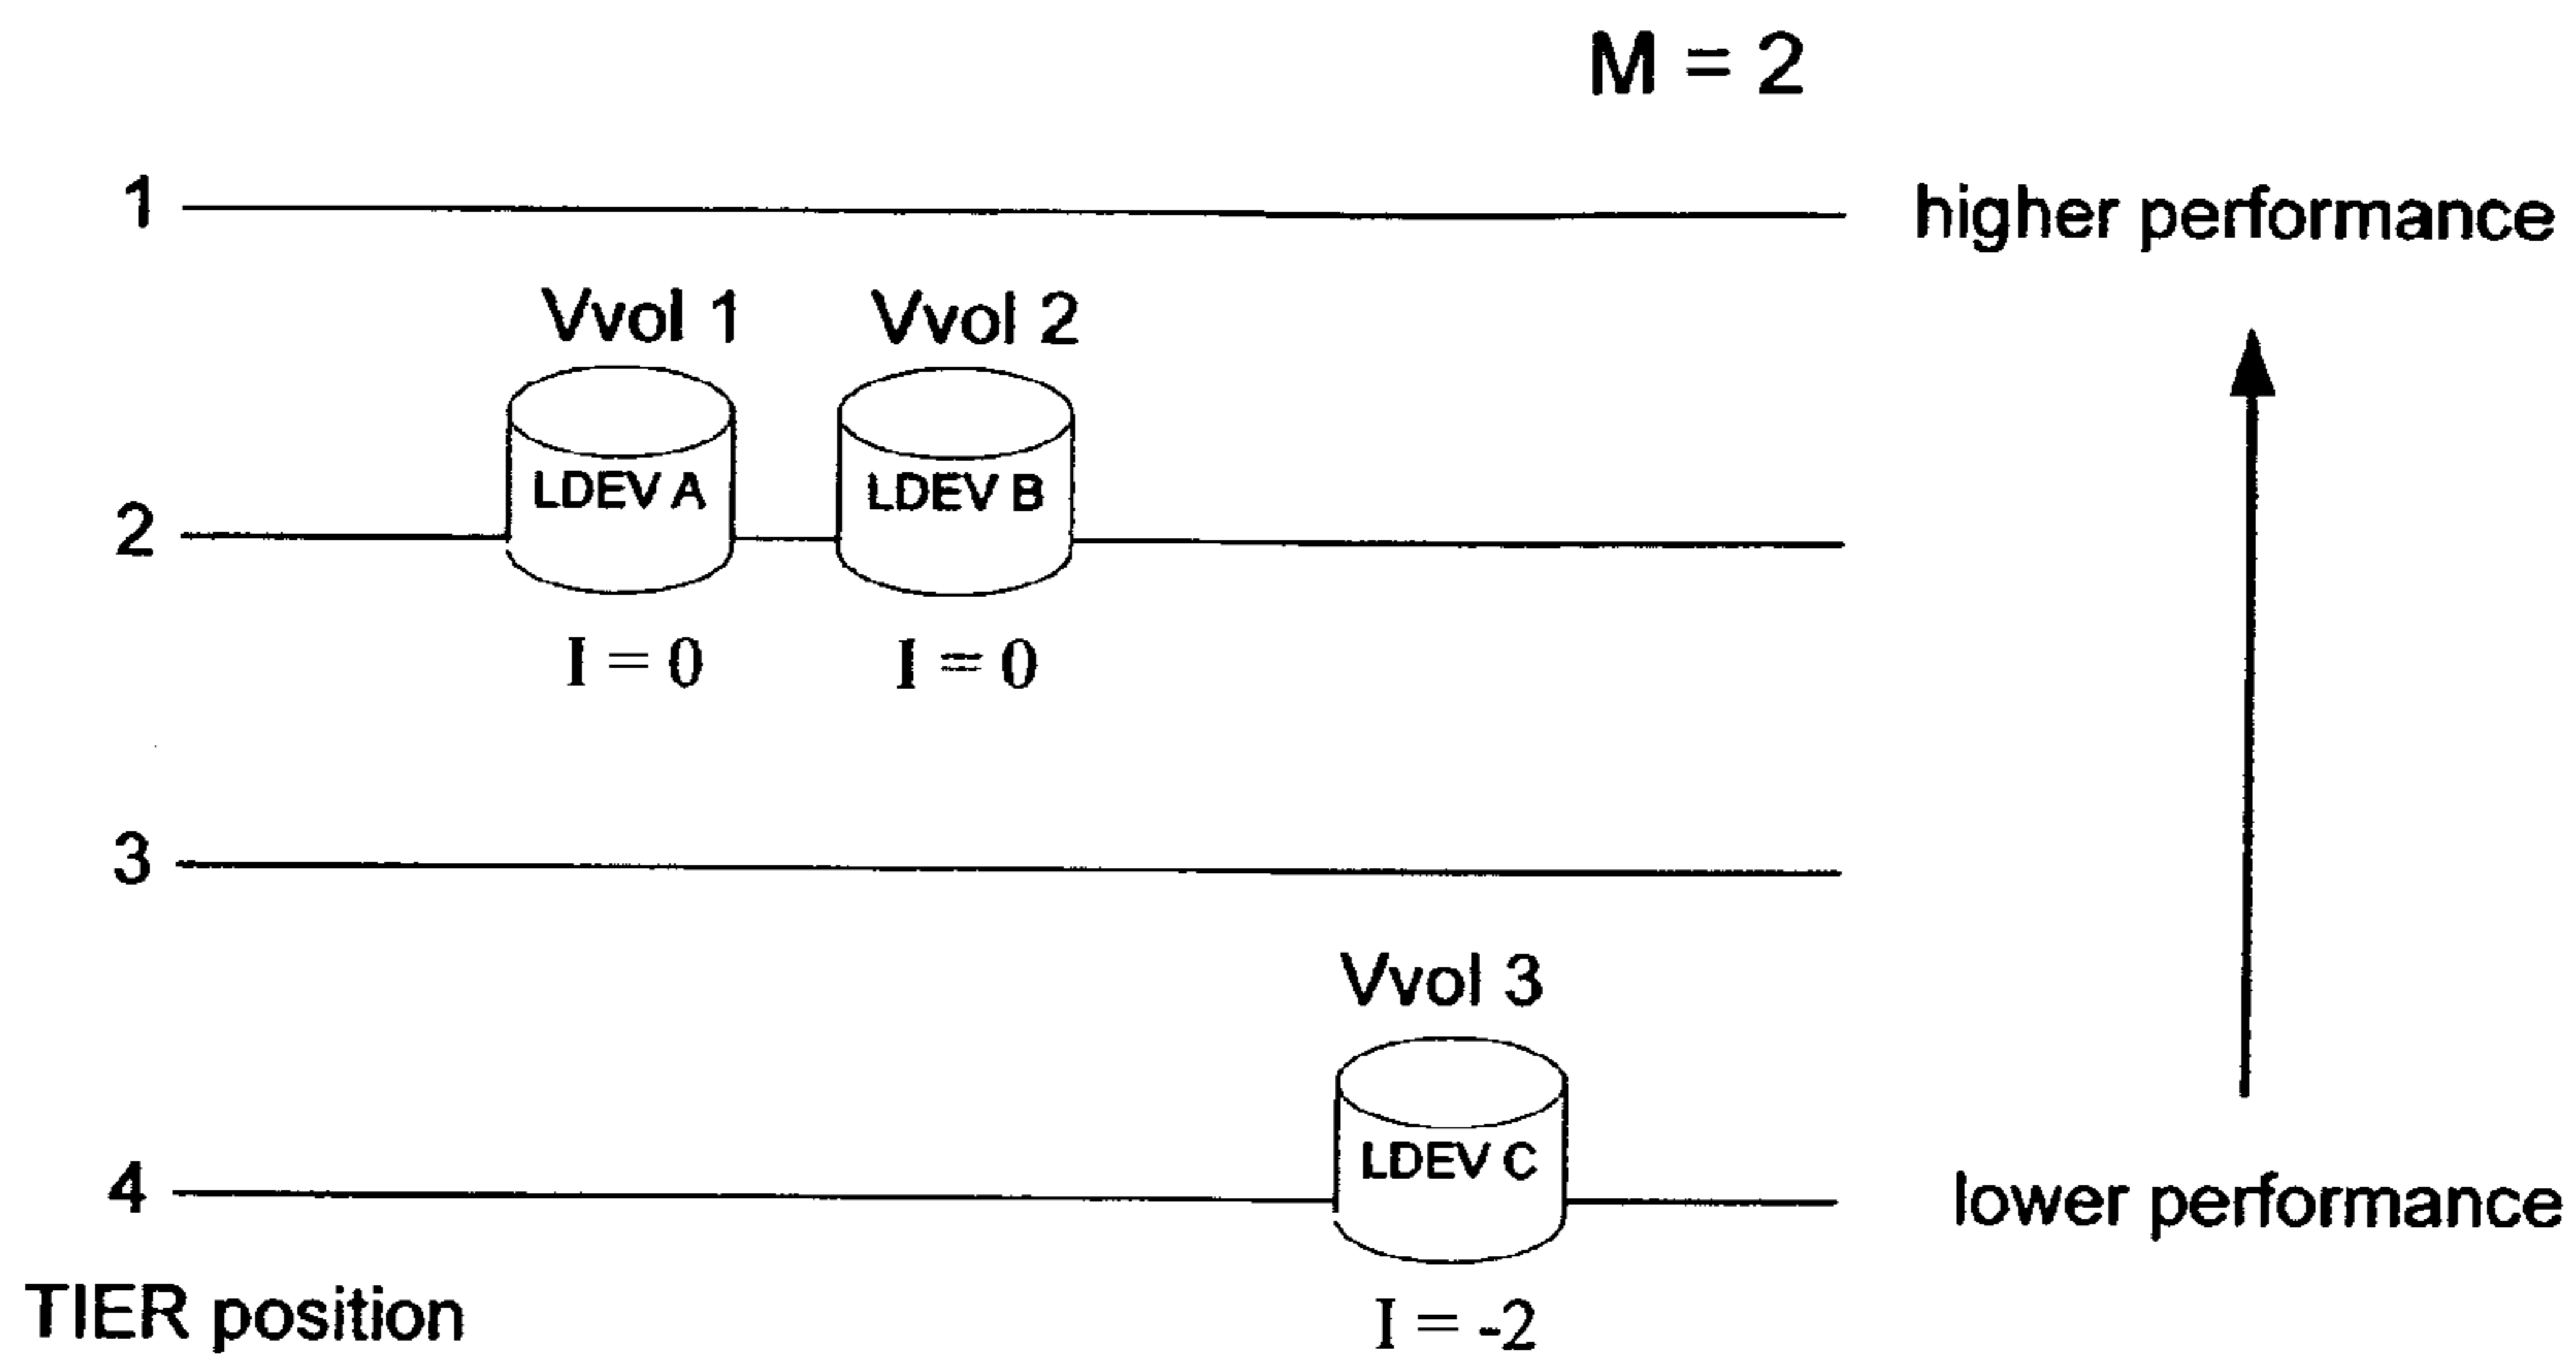 M = 2
1 higher performance
Vvol 1 Vvol 2
LDEV A LDEV B
2
I = 0 I = 0
3
Vvol 3
LDEV C
4 lower performance
TIER position
I = -2